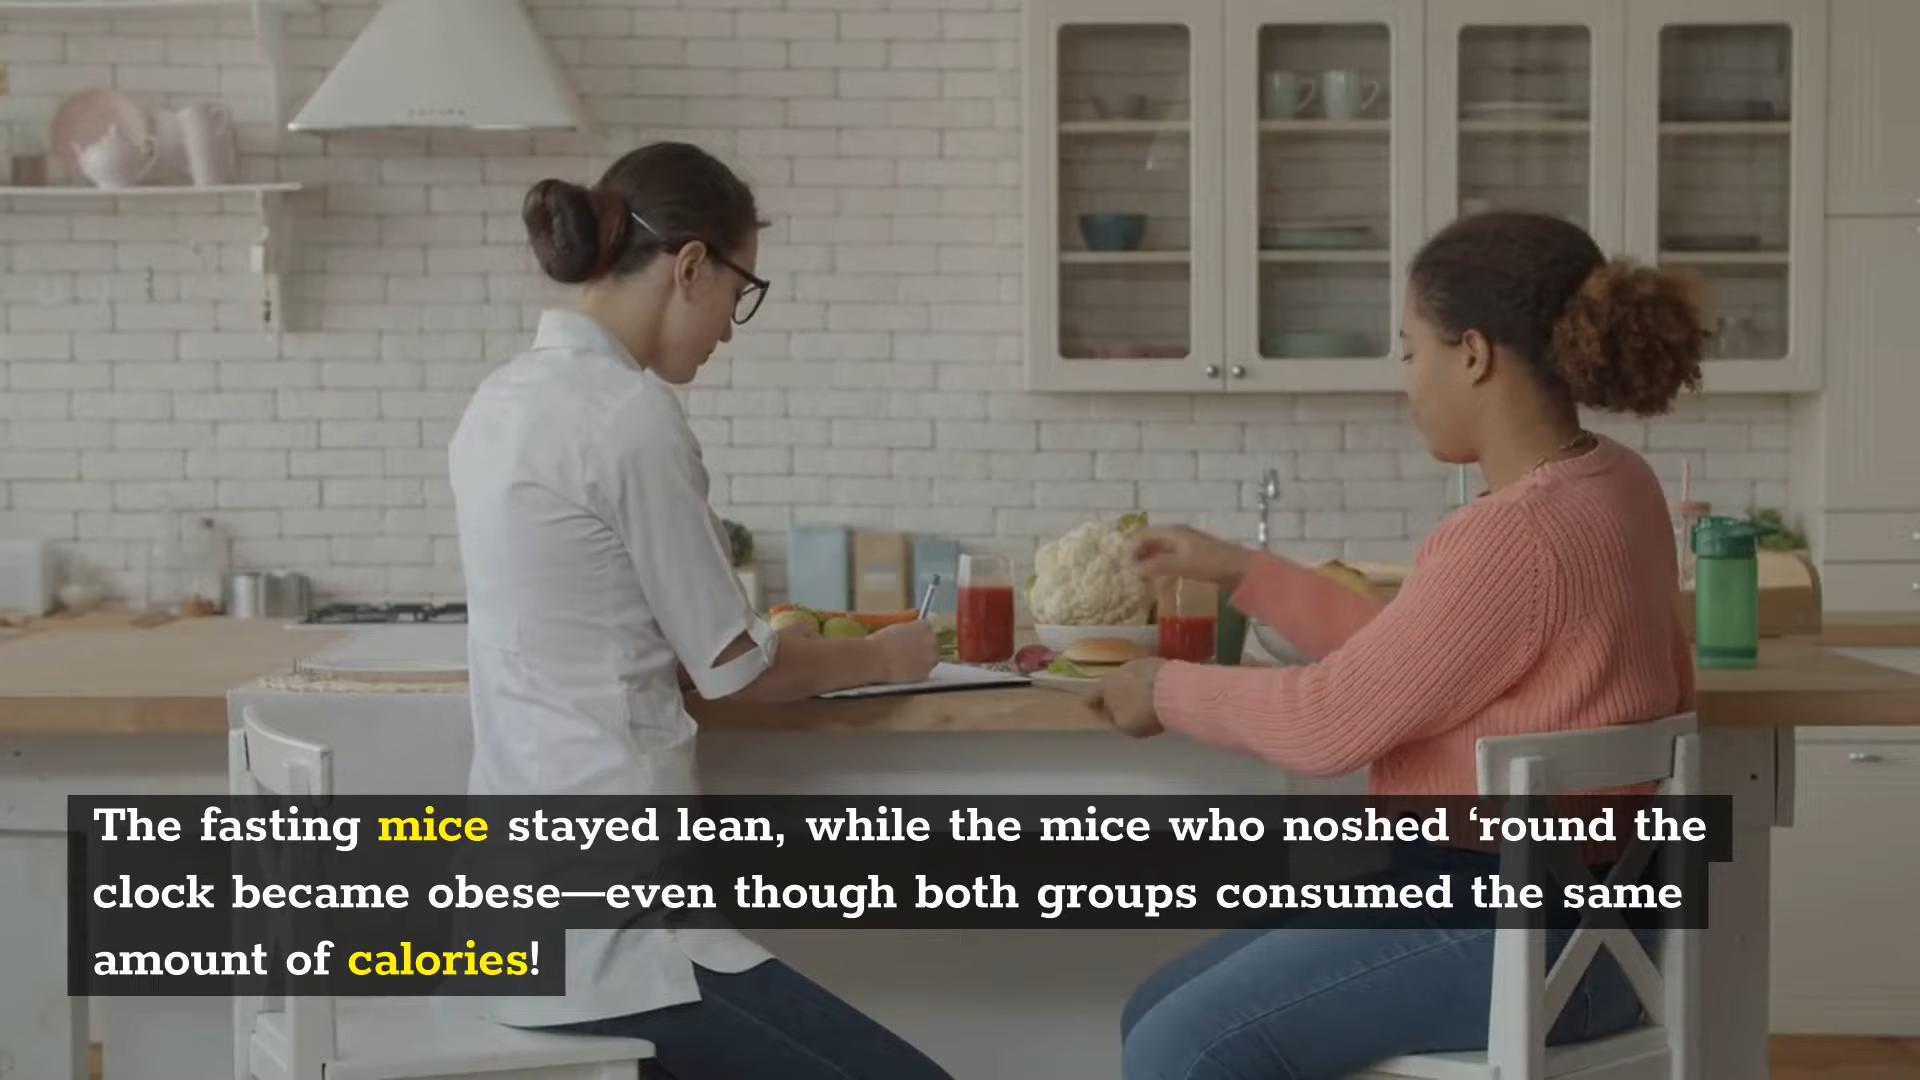 The fasting mice stayed lean, while the mice who noshed ‘round the
clock became obese—even though both groups consumed the same
amount of calories!